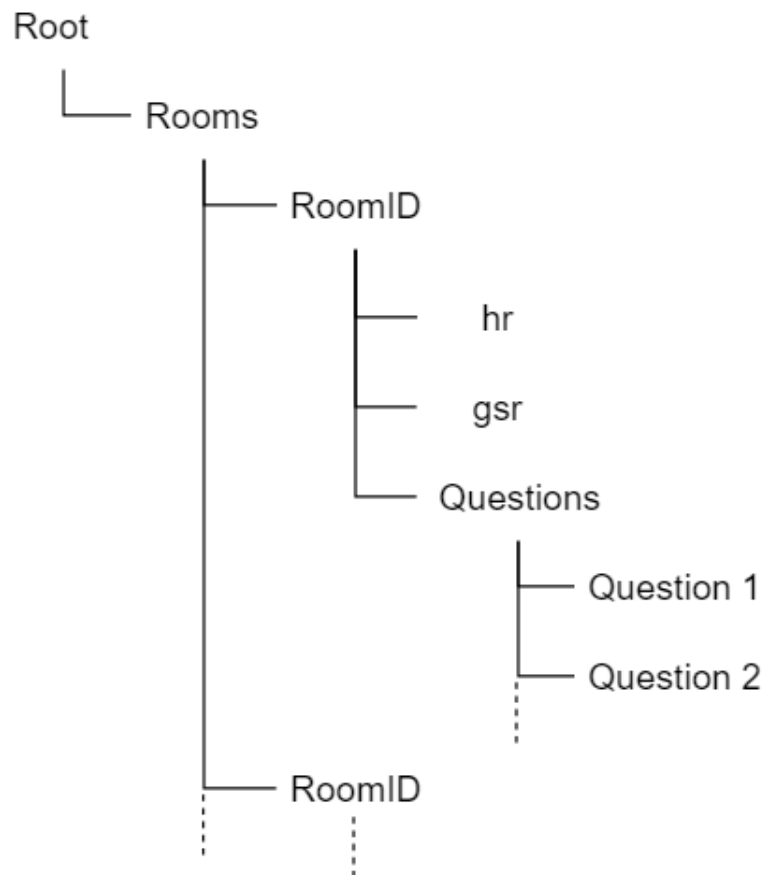 Root
Rooms
RoomID
hr
gsr
Questions
Question 1
Question 2
RoomID